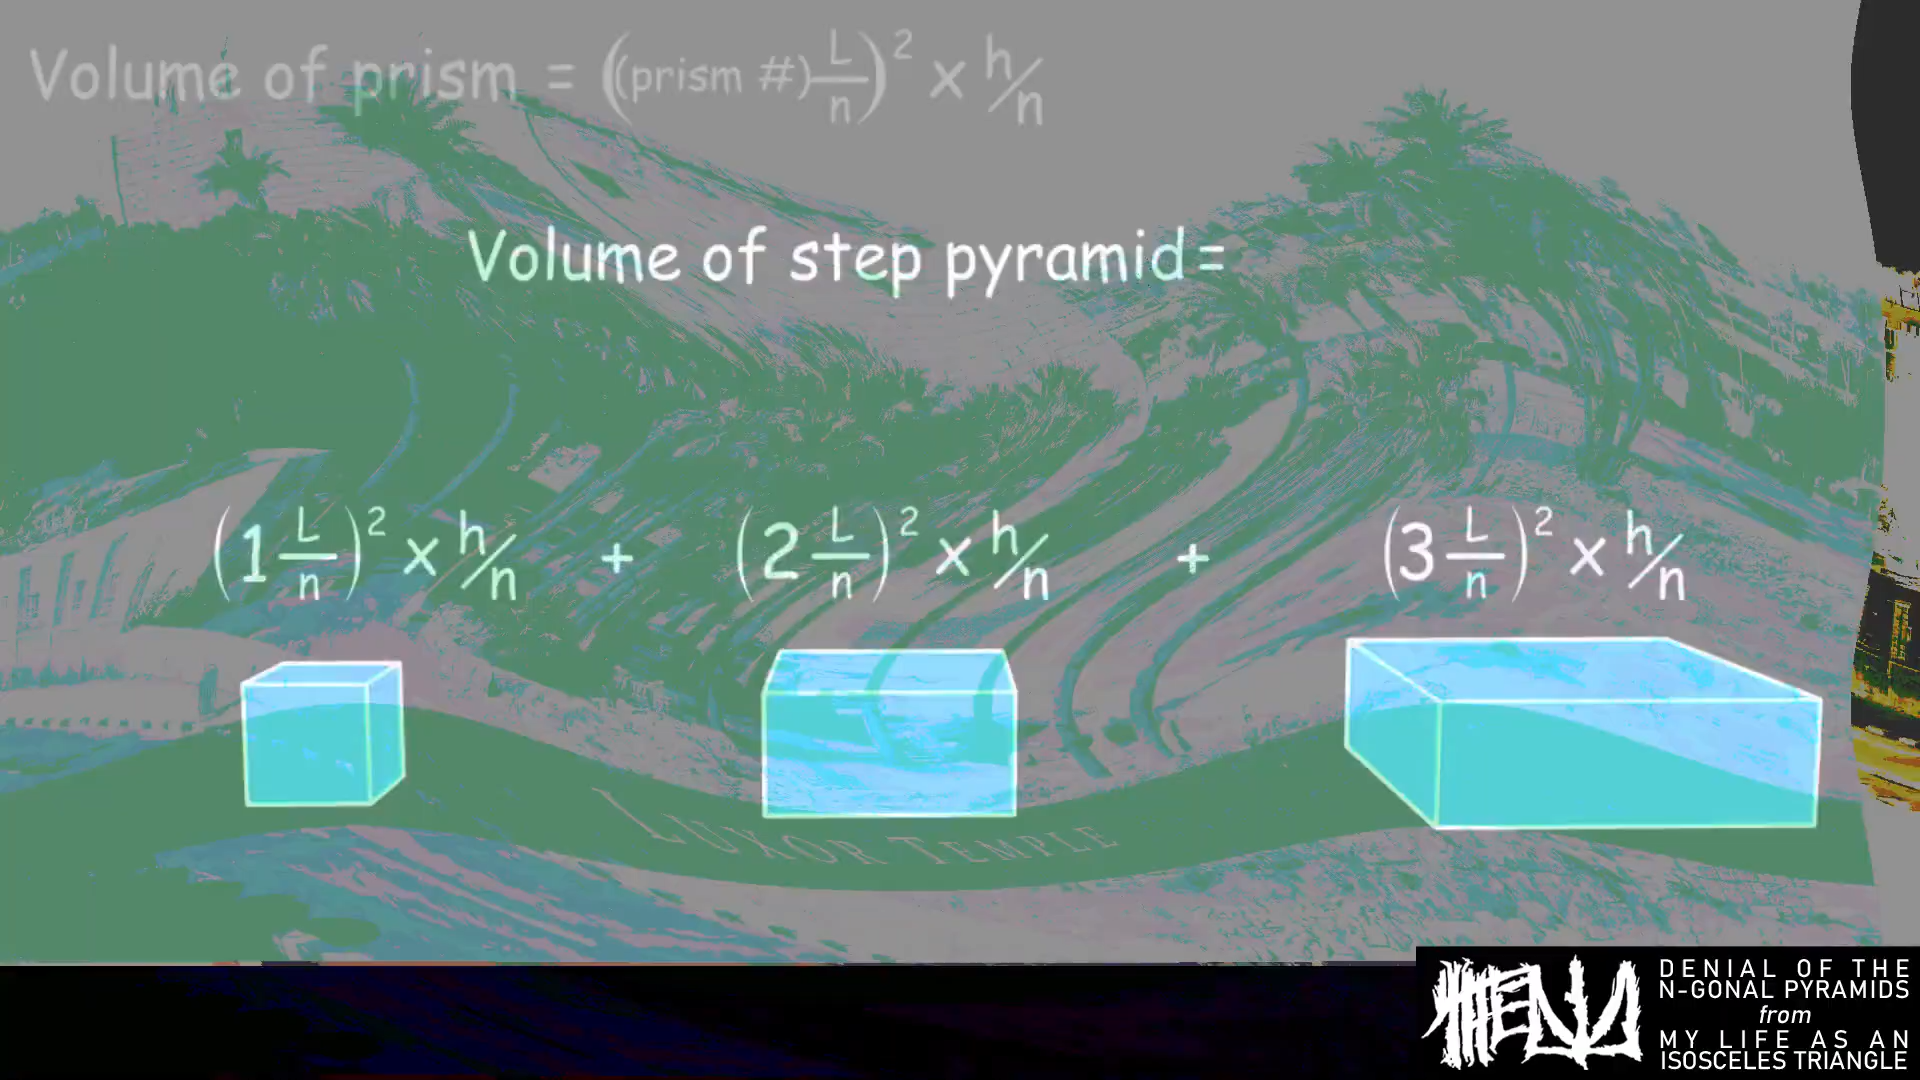 Volume of prism = ((prism #) L/n)² x h/n
Volume of step pyramid =
(1 L/n)² x h/n + (2 L/n)² x h/n + (3 L/n)² x h/n
LUXOR TEMPLE
DENIAL OF THE
N-GONAL PYRAMIDS
from
MY LIFE AS AN
ISOSCELES TRIANGLE